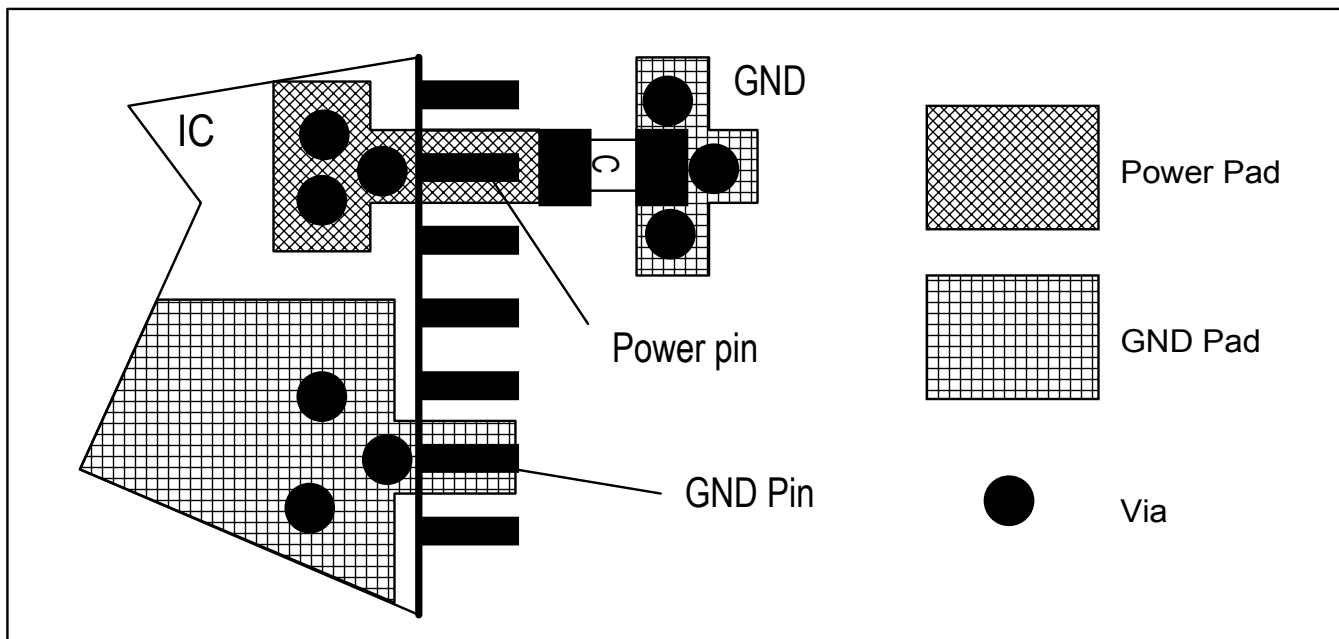 GND
IC
C
Power Pad
Power pin
GND Pad
GND Pin
Via